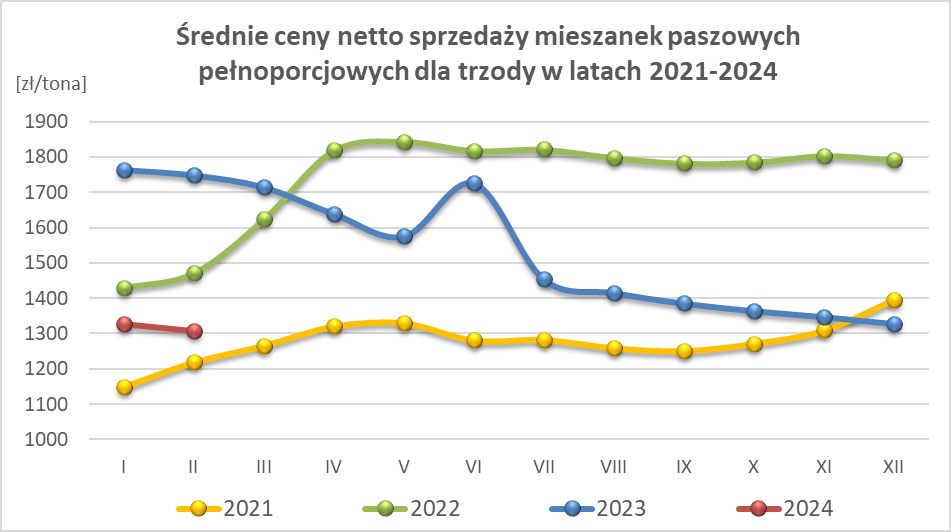 Średnie ceny netto sprzedaży mieszanek paszowych
pełnoporcjowych dla trzody w latach 2021-2024
[zł/tona]
1900
1800
1700
1600
1500
1400
1300
1200
1100
1000
I II III IV V VI VII VIII IX X XI XII
2021 2022 2023 2024